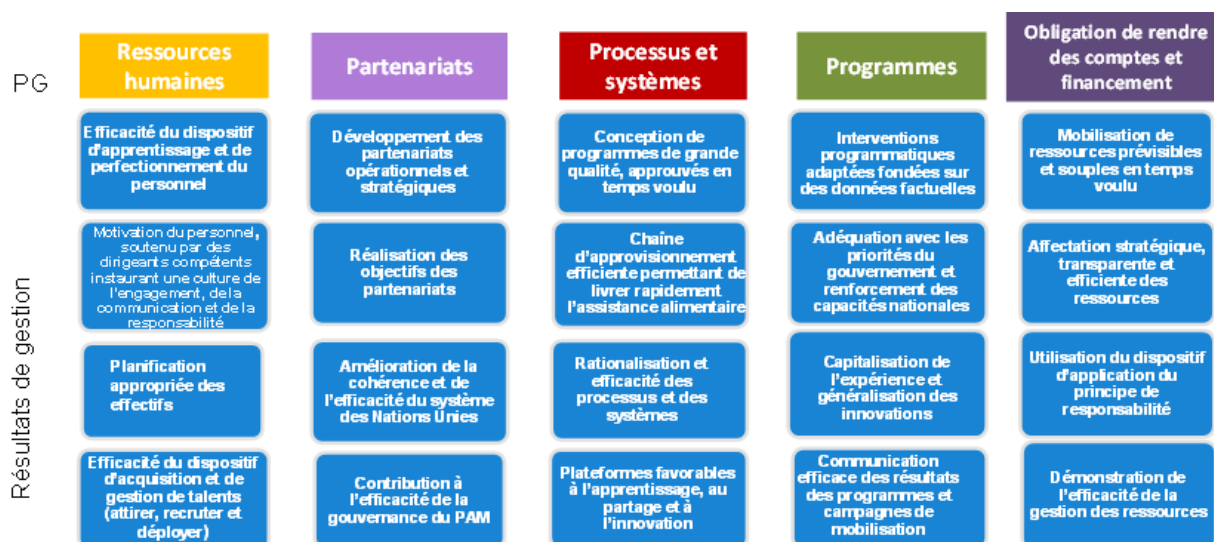 PG
Ressources
humaines
Partenariats
Processus et
systèmes
Programmes
Obligation de rendre
des comptes et
financement
Résultats de gestion
Efficacité du dispositif
d'apprentissage et de
perfectionnement du
personnel
Développement des
partenariats
opérationnels et
stratégiques
Conception de
programmes de grande
qualité, approuvés en
temps voulu
Interventions
programmatiques
adaptées fondées sur
des données factuelles
Mobilisation de
ressources prévisibles
et souples en temps
voulu
Motivation du personnel,
soutenu par des
dirigeants compétents
instaurant une culture de
l'engagement, de la
communication et de la
responsabilité
Réalisation des
objectifs des
partenariats
Chaîne
d'approvisionnement
efficiente permettant de
livrer rapidement
l'assistance alimentaire
Adéquation avec les
priorités du
gouvernement et
renforcement des
capacités nationales
Affectation stratégique,
transparente et
efficiente des
ressources
Planification
appropriée des
effectifs
Amélioration de la
cohérence et de
l'efficacité du système
des Nations Unies
Rationalisation et
efficacité des
processus et des
systèmes
Capitalisation de
l'expérience et
généralisation des
innovations
Utilisation du dispositif
d'application du
principe de
responsabilité
Efficacité du dispositif
d'acquisition et de
gestion de talents
(attirer, recruter et
déployer)
Contribution à
l'efficacité de la
gouvernance du PAM
Plateformes favorables
à l'apprentissage, au
partage et à
l'innovation
Communication
efficace des résultats
des programmes et
campagnes de
mobilisation
Démonstration de
l'efficacité de la
gestion des ressources